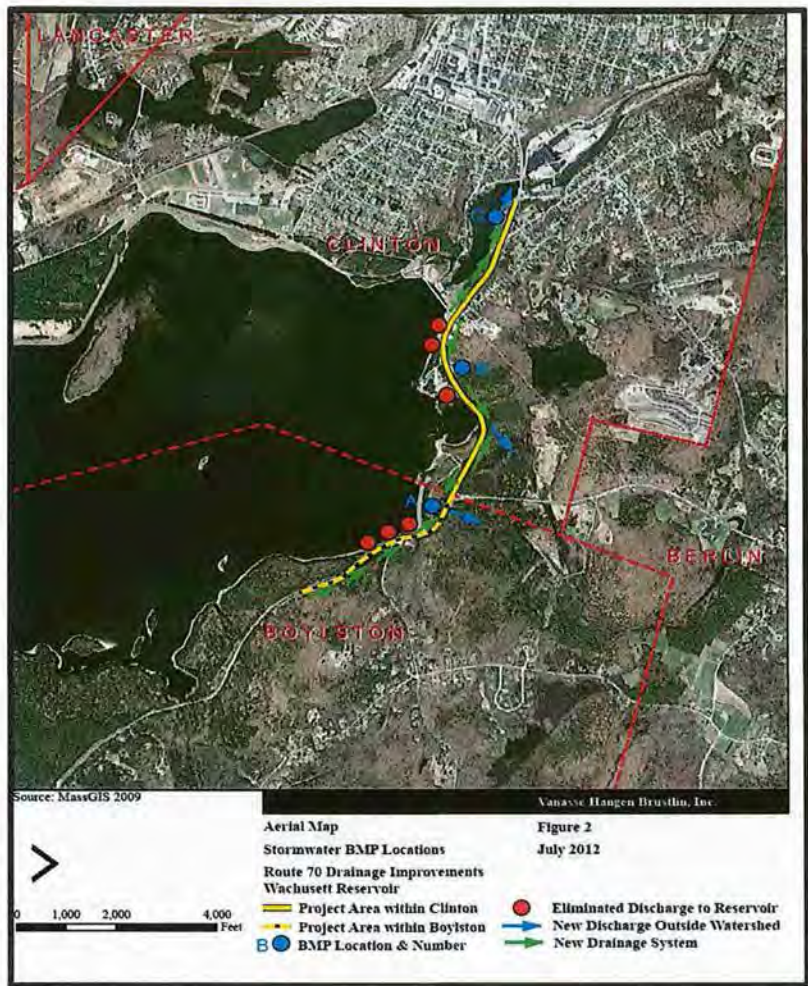 LANCASTER
CLINTON
B
A
BERLIN
BOYLSTON
Source: MassGIS 2009
Vanasse Hangen Brustlin, Inc.
Aerial Map
Figure 2
Stormwater BMP Locations
July 2012
Route 70 Drainage Improvements
Wachusett Reservoir
0 1,000 2,000 4,000
Feet
Project Area within Clinton
Eliminated Discharge to Reservoir
Project Area within Boylston
New Discharge Outside Watershed
B BMP Location & Number
New Drainage System